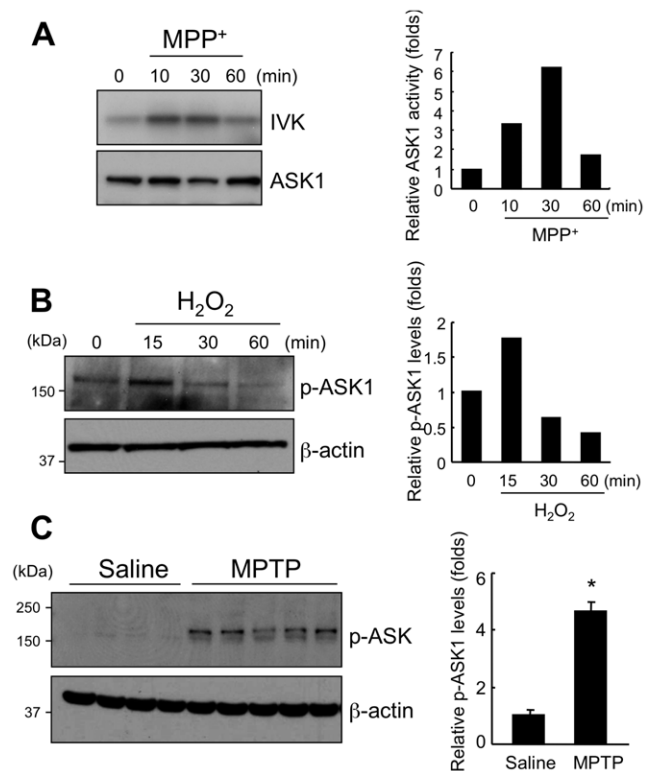 A
MPP⁺
0 10 30 60 (min)
IVK
ASK1
Relative ASK1 activity (folds)
7
6
5
4
3
2
1
0
0 10 30 60 (min)
MPP⁺
B
H₂O₂
(kDa) 0 15 30 60 (min)
150
p-ASK1
37
β-actin
Relative p-ASK1 levels (folds)
2
1.5
1
0.5
0
0 15 30 60 (min)
H₂O₂
C
(kDa) Saline MPTP
250
150
p-ASK
37
β-actin
Relative p-ASK1 levels (folds)
6
4
2
0
*
Saline MPTP